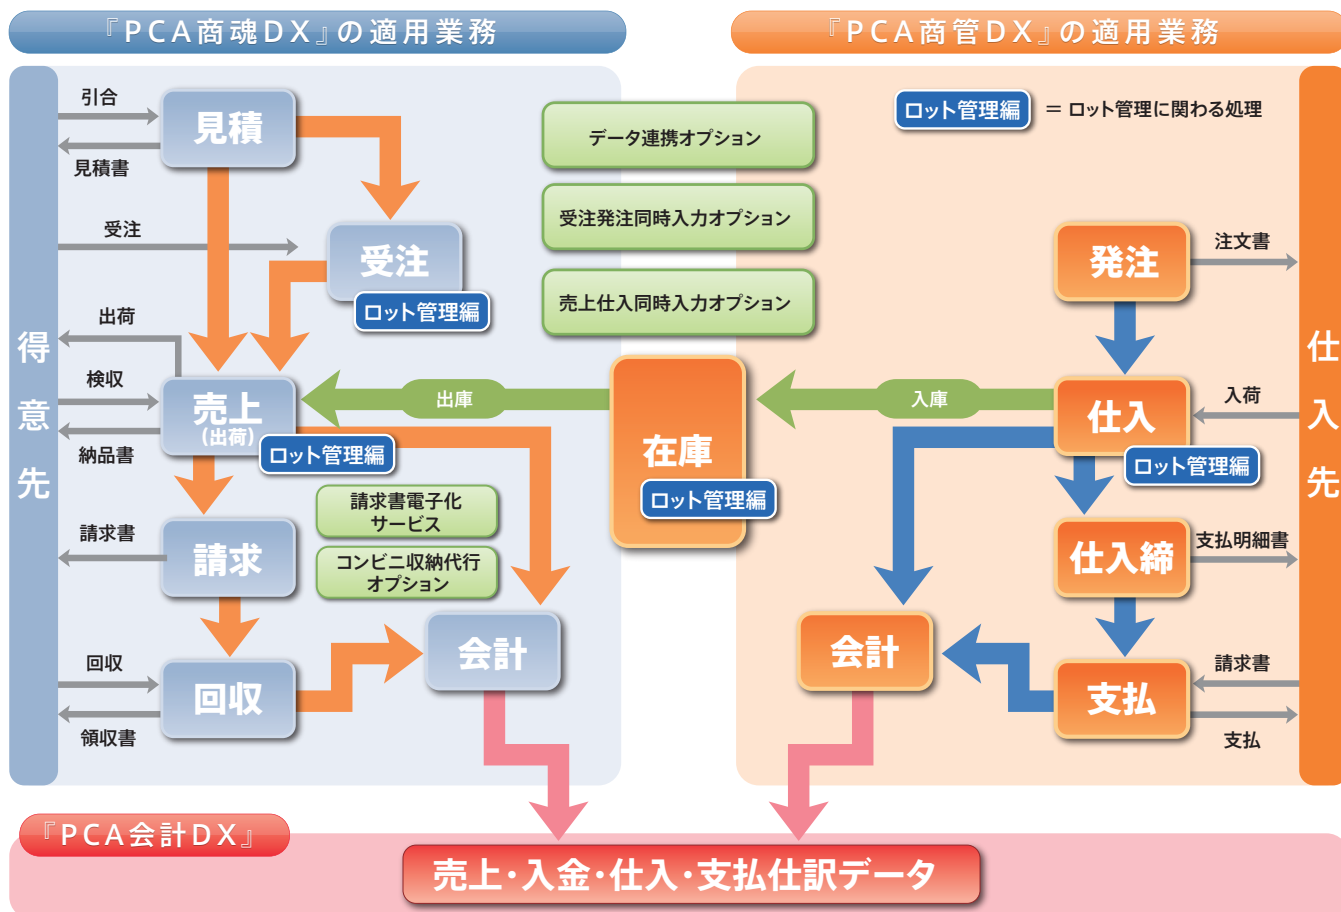 『PCA商魂DX』の適用業務
『PCA商管DX』の適用業務
得意先
引合
見積書
見積
受注
受注
ロット管理編
出荷
検収
納品書
売上
(出荷)
ロット管理編
請求書
請求
請求書電子化
サービス
コンビニ収納代行
オプション
回収
領収書
回収
会計
データ連携オプション
受注発注同時入力オプション
売上仕入同時入力オプション
出庫
在庫
ロット管理編
入庫
ロット管理編
= ロット管理に関わる処理
発注
注文書
仕入
ロット管理編
入荷
仕入締
支払明細書
会計
支払
請求書
支払
仕入先
『PCA会計DX』
売上・入金・仕入・支払仕訳データ